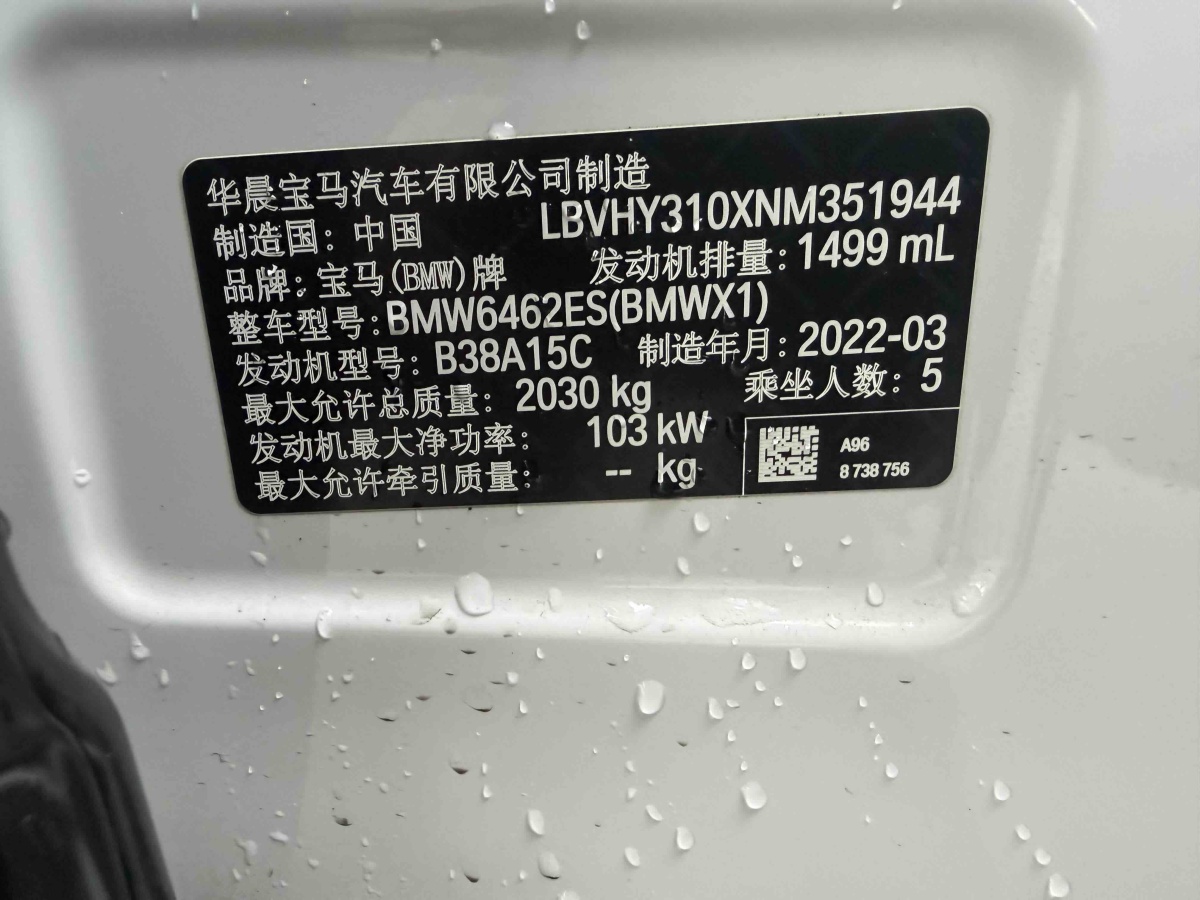 华晨宝马汽车有限公司制造
制造国：中国 LBVHY310XNM351944
品牌：宝马(BMW)牌 发动机排量：1499 mL
整车型号：BMW6462ES(BMWX1)
发动机型号：B38A15C 制造年月：2022-03
最大允许总质量：2030 kg 乘坐人数：5
发动机最大净功率：103 kW
最大允许牵引质量：-- kg
A96
8 738 756